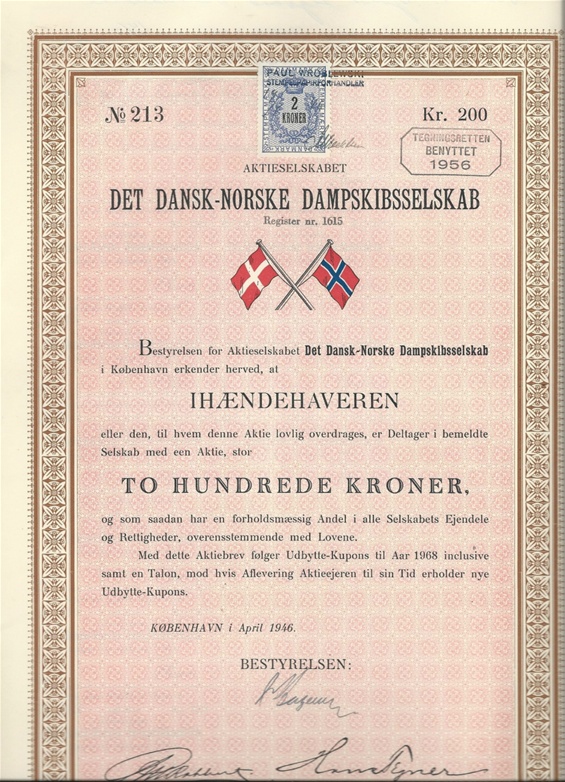 PAUL WROBLEWSKI
2
KRONER
№ 213
Kr. 200
TEGNINGSRETTEN
BENYTTET
1956
AKTIESELSKABET
DET DANSK-NORSKE DAMPSKIBSSELSKAB
Register nr. 1615
Bestyrelsen for Aktieselskabet Det Dansk-Norske Dampskibsselskab
i København erkender herved, at
IHÆNDEHAVEREN
eller den, til hvem denne Aktie lovlig overdrages, er Deltager i bemeldte
Selskab med een Aktie, stor
TO HUNDREDE KRONER,
og som saadan har en forholdsmæssig Andel i alle Selskabets Ejendele
og Rettigheder, overensstemmende med Lovene.
Med dette Aktiebrev følger Udbytte-Kupons til Aar 1968 inclusive
samt en Talon, mod hvis Aflevering Aktieejeren til sin Tid erholder nye
Udbytte-Kupons.
KØBENHAVN i April 1946.
BESTYRELSEN: